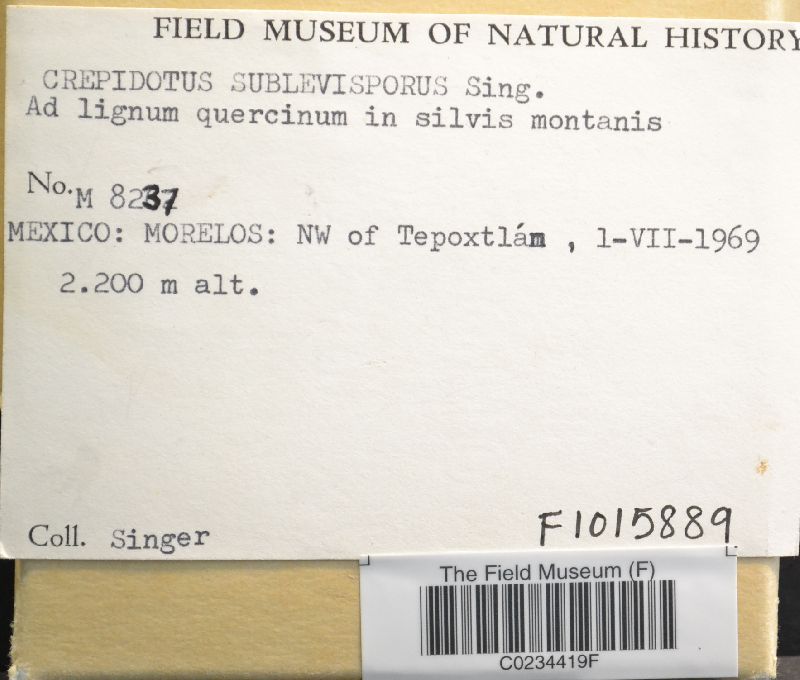 FIELD MUSEUM OF NATURAL HISTORY
CREPIDOTUS SUBLEVISPORUS Sing.
Ad lignum quercinum in silvis montanis
No. M 8237
MEXICO: MORELOS: NW of Tepoxtlán , 1-VII-1969
2.200 m alt.
Coll. Singer
F1015889
The Field Museum (F)
C0234419F